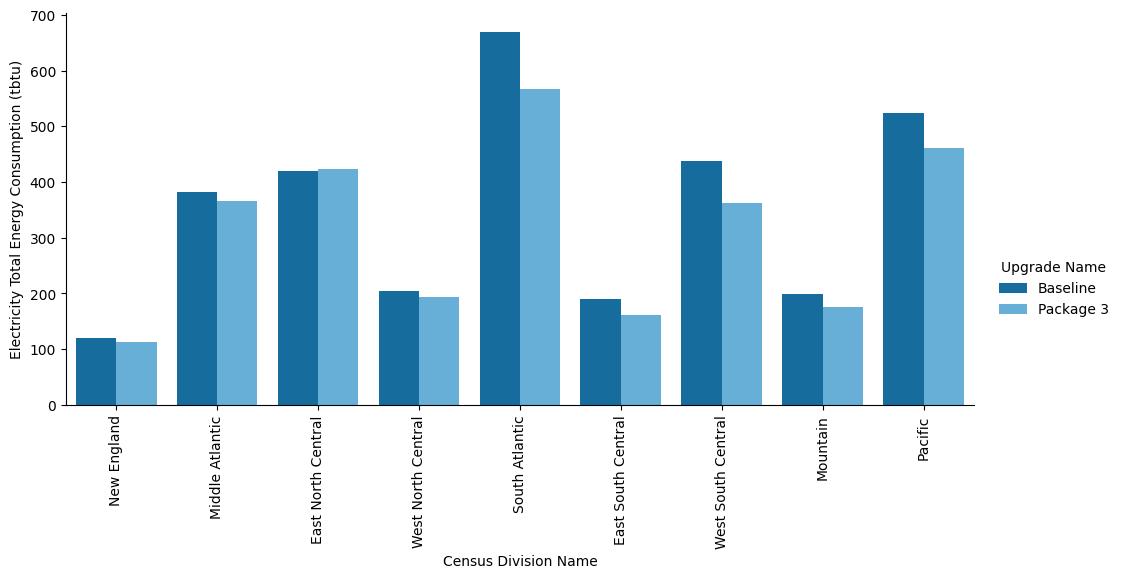 Electricity Total Energy Consumption (tbtu)
700
600
500
400
300
200
100
0
New England
Middle Atlantic
East North Central
West North Central
South Atlantic
East South Central
West South Central
Mountain
Pacific
Census Division Name
Upgrade Name
Baseline
Package 3